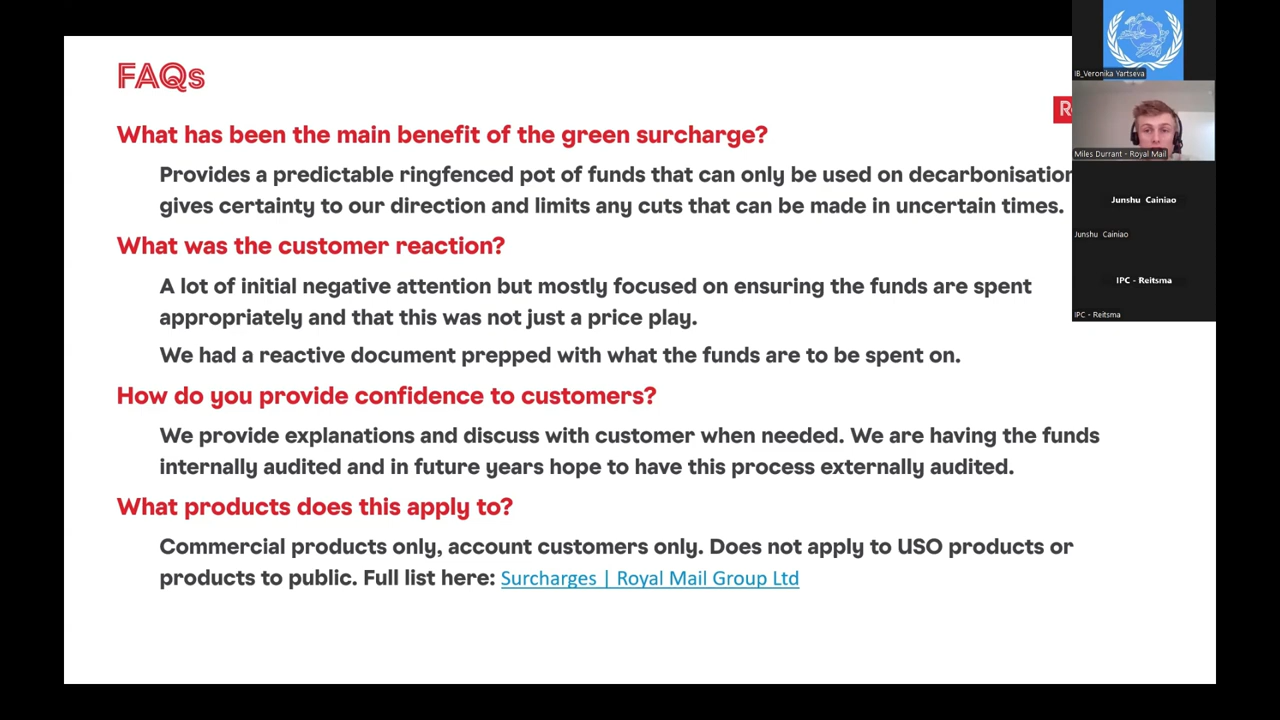 FAQs
What has been the main benefit of the green surcharge?
Provides a predictable ringfenced pot of funds that can only be used on decarbonisation
gives certainty to our direction and limits any cuts that can be made in uncertain times.
What was the customer reaction?
A lot of initial negative attention but mostly focused on ensuring the funds are spent
appropriately and that this was not just a price play.
We had a reactive document prepped with what the funds are to be spent on.
How do you provide confidence to customers?
We provide explanations and discuss with customer when needed. We are having the funds
internally audited and in future years hope to have this process externally audited.
What products does this apply to?
Commercial products only, account customers only. Does not apply to USO products or
products to public. Full list here: Surcharges | Royal Mail Group Ltd
IB_Veronika Yartseva
Miles Durrant - Royal Mail
Junshu Cainiao
Junshu Cainiao
IPC - Reitsma
IPC - Reitsma